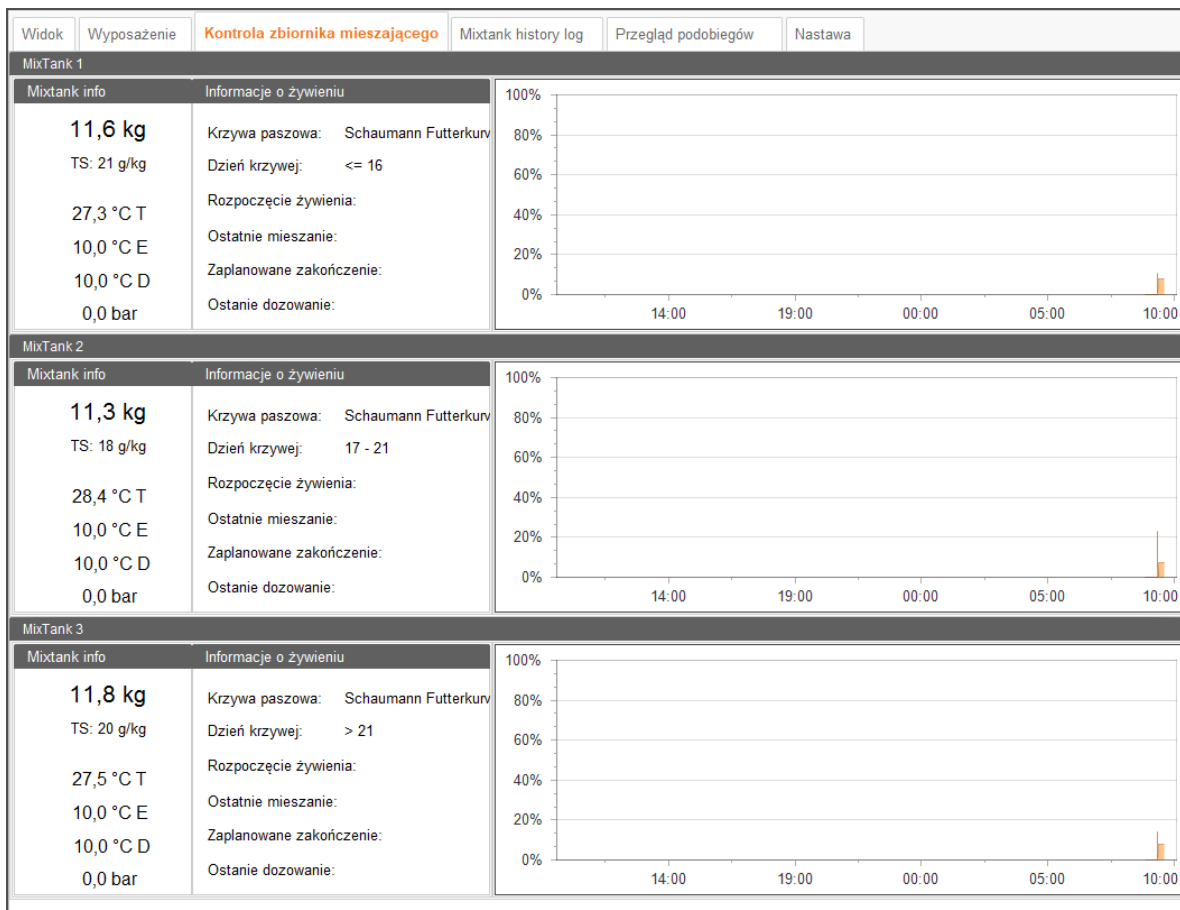 Widok Wyposażenie Kontrola zbiornika mieszającego Mixtank history log Przegląd podobiegów Nastawa
MixTank 1
Mixtank info Informacje o żywieniu
11,6 kg
TS: 21 g/kg
27,3 °C T
10,0 °C E
10,0 °C D
0,0 bar
Krzywa paszowa: Schaumann Futterkurv
Dzień krzywej: <= 16
Rozpoczęcie żywienia:
Ostatnie mieszanie:
Zaplanowane zakończenie:
Ostanie dozowanie:
100%
80%
60%
40%
20%
0%
14:00 19:00 00:00 05:00 10:00
MixTank 2
Mixtank info Informacje o żywieniu
11,3 kg
TS: 18 g/kg
28,4 °C T
10,0 °C E
10,0 °C D
0,0 bar
Krzywa paszowa: Schaumann Futterkurv
Dzień krzywej: 17 - 21
Rozpoczęcie żywienia:
Ostatnie mieszanie:
Zaplanowane zakończenie:
Ostanie dozowanie:
100%
80%
60%
40%
20%
0%
14:00 19:00 00:00 05:00 10:00
MixTank 3
Mixtank info Informacje o żywieniu
11,8 kg
TS: 20 g/kg
27,5 °C T
10,0 °C E
10,0 °C D
0,0 bar
Krzywa paszowa: Schaumann Futterkurv
Dzień krzywej: > 21
Rozpoczęcie żywienia:
Ostatnie mieszanie:
Zaplanowane zakończenie:
Ostanie dozowanie:
100%
80%
60%
40%
20%
0%
14:00 19:00 00:00 05:00 10:00